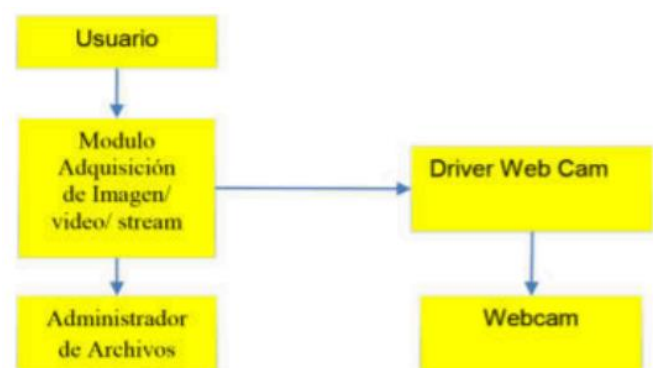 Usuario
Modulo
Adquisición
de Imagen/
video/ stream
Driver Web Cam
Administrador
de Archivos
Webcam